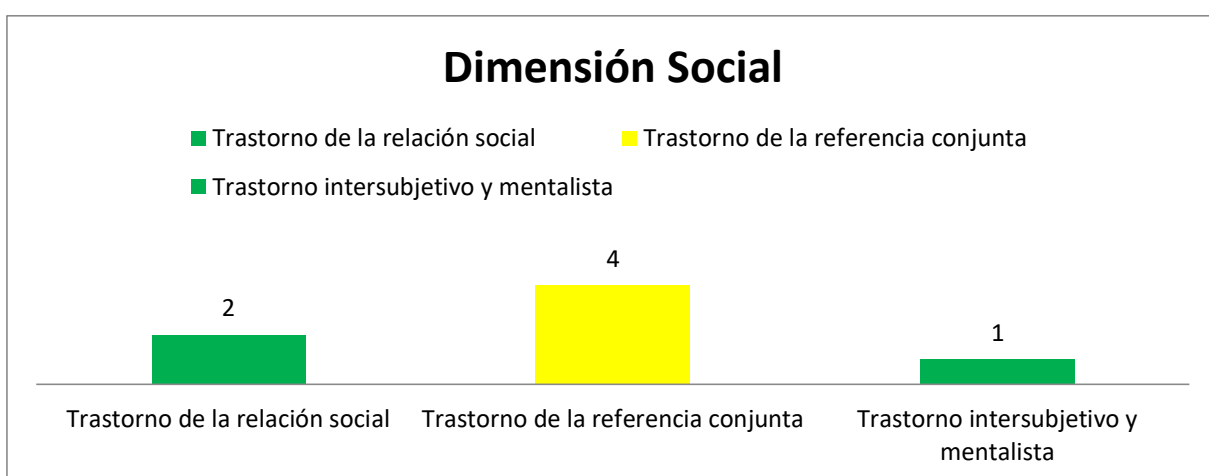 Dimensión Social
Trastorno de la relación social
Trastorno de la referencia conjunta
Trastorno intersubjetivo y mentalista
2
4
1
Trastorno de la relación social
Trastorno de la referencia conjunta
Trastorno intersubjetivo y
mentalista